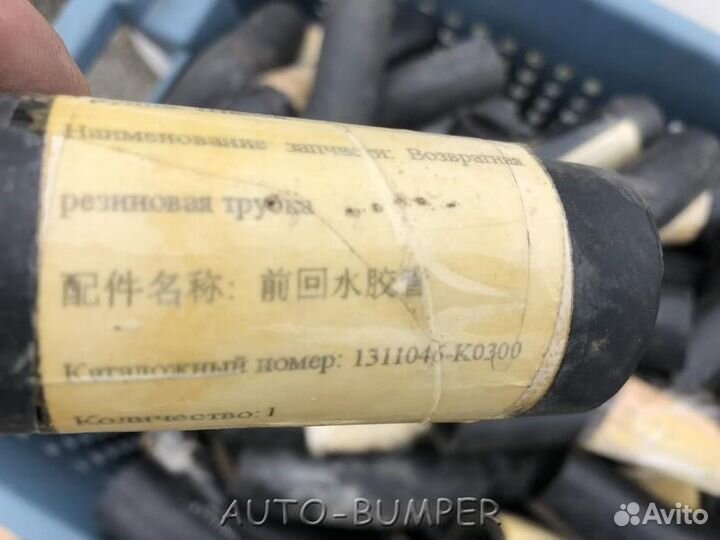 Наименование запчасти: Возвратная
резиновая трубка
配件名称: 前回水胶管
Каталожный номер: 1311046-K0300
Количество: 1
AUTO-BUMPER
Avito